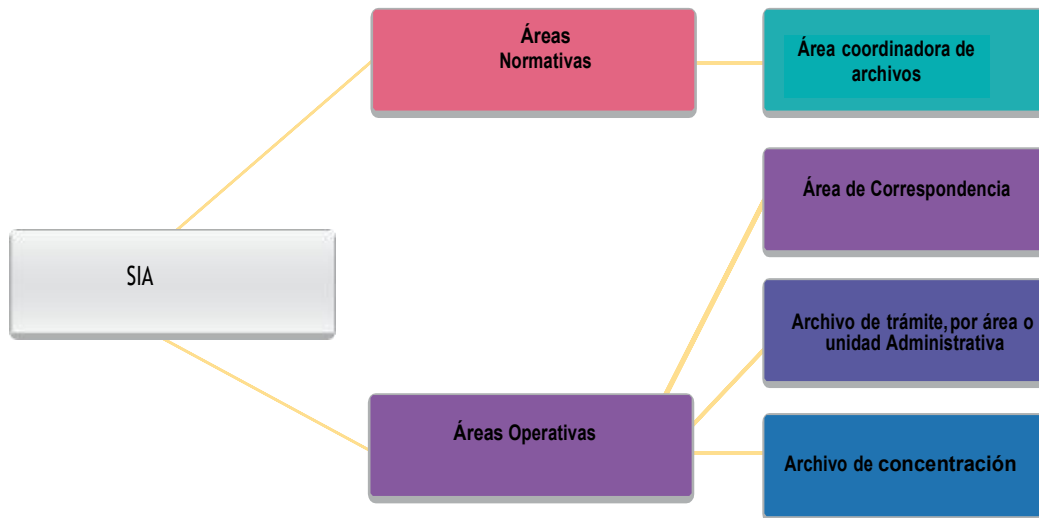 Áreas
Normativas
Área coordinadora de
archivos
Área de Correspondencia
SIA
Archivo de trámite, por área o
unidad Administrativa
Áreas Operativas
Archivo de concentración